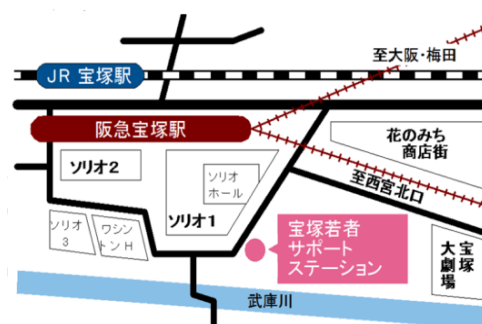 至大阪・梅田
JR 宝塚駅
阪急宝塚駅
花のみち
商店街
ソリオ2
ソリオ
ホール
至西宮北口
ソリオ1
ソリオ
3
ワシン
トンH
宝塚若者
サポート
ステーション
宝塚
大劇場
武庫川